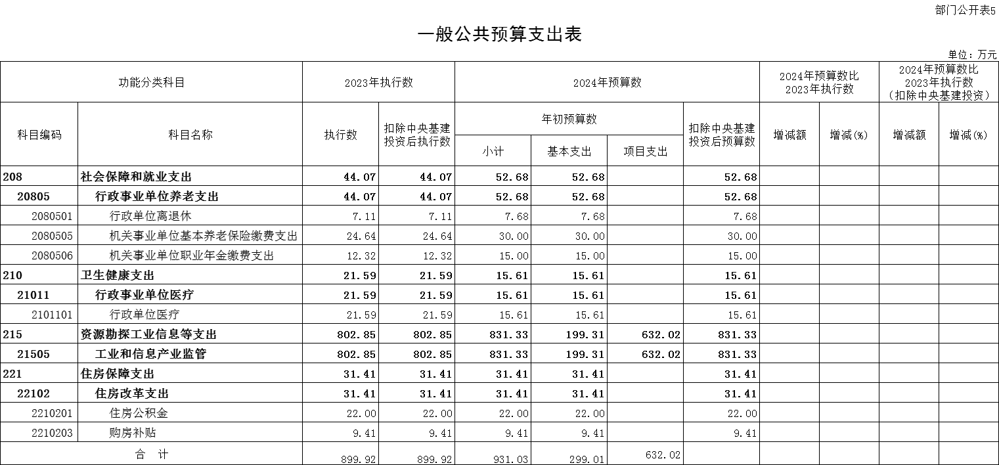 部门公开表5
一般公共预算支出表
单位：万元
功能分类科目 2023年执行数 2024年预算数 2024年预算数比 2023年执行数 2024年预算数比 2023年执行数 （扣除中央基建投资）
科目编码 科目名称 执行数 扣除中央基建 投资后执行数 年初预算数 扣除中央基建 投资后预算数 增减额 增减(%) 增减额 增减(%)
小计 基本支出 项目支出
208 社会保障和就业支出 44.07 44.07 52.68 52.68 52.68
20805 行政事业单位养老支出 44.07 44.07 52.68 52.68 52.68
2080501 行政单位离退休 7.11 7.11 7.68 7.68 7.68
2080505 机关事业单位基本养老保险缴费支出 24.64 24.64 30.00 30.00 30.00
2080506 机关事业单位职业年金缴费支出 12.32 12.32 15.00 15.00 15.00
210 卫生健康支出 21.59 21.59 15.61 15.61 15.61
21011 行政事业单位医疗 21.59 21.59 15.61 15.61 15.61
2101101 行政单位医疗 21.59 21.59 15.61 15.61 15.61
215 资源勘探工业信息等支出 802.85 802.85 831.33 199.31 632.02 831.33
21505 工业和信息产业监管 802.85 802.85 831.33 199.31 632.02 831.33
221 住房保障支出 31.41 31.41 31.41 31.41 31.41
22102 住房改革支出 31.41 31.41 31.41 31.41 31.41
2210201 住房公积金 22.00 22.00 22.00 22.00 22.00
2210203 购房补贴 9.41 9.41 9.41 9.41 9.41
合 计 899.92 899.92 931.03 299.01 632.02